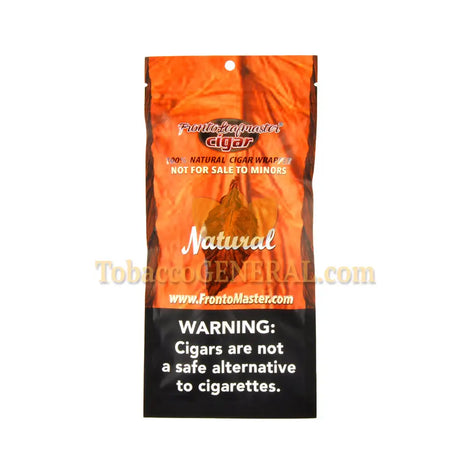 FrontoLeafmaster
cigar
100% NATURAL CIGAR WRAPPER
NOT FOR SALE TO MINORS
Natural
TobaccoGENERAL.com
www.FrontoMaster.com
WARNING:
Cigars are not
a safe alternative
to cigarettes.